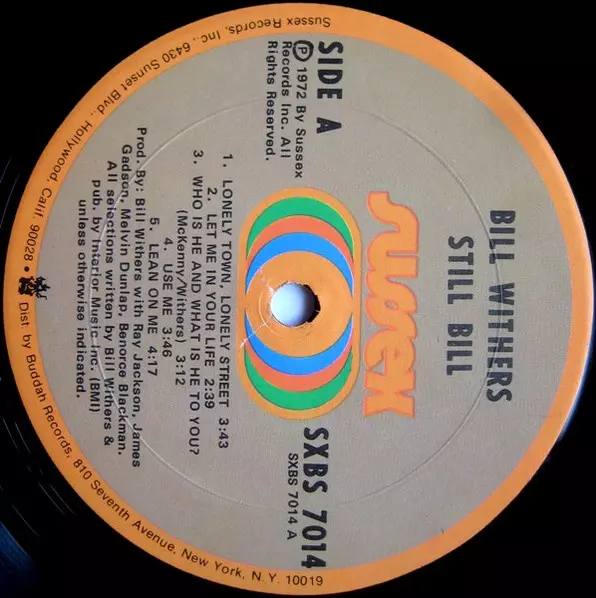 BILL WITHERS
STILL BILL
SUSSEX
SIDE A
Ⓟ 1972 By Sussex
Records Inc. All
Rights Reserved.
SXBS 7014
SXBS 7014 A
1. LONELY TOWN, LONELY STREET 3:43
2. LET ME IN YOUR LIFE 2:39
3. WHO IS HE AND WHAT IS HE TO YOU?
(McKenny/Withers) 3:12
4. USE ME 3:46
5. LEAN ON ME 4:17
Prod. By: Bill Withers with Ray Jackson, James
Gadson, Melvin Dunlap, Benorce Blackman.
All selections written by Bill Withers &
pub. by Interior Music Inc. (BMI)
unless otherwise indicated.
Sussex Records, Inc., 6430 Sunset Blvd., Hollywood, Calif. 90028 • Dist. by Buddah Records, 810 Seventh Avenue, New York, N.Y. 10019